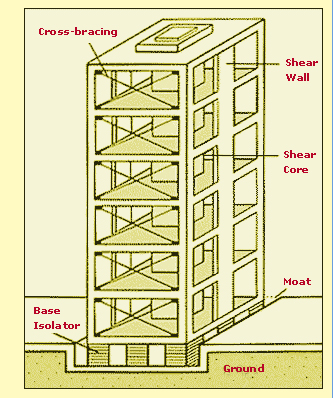 Cross-bracing
Shear
Wall
Shear
Core
Moat
Base
Isolator
Ground